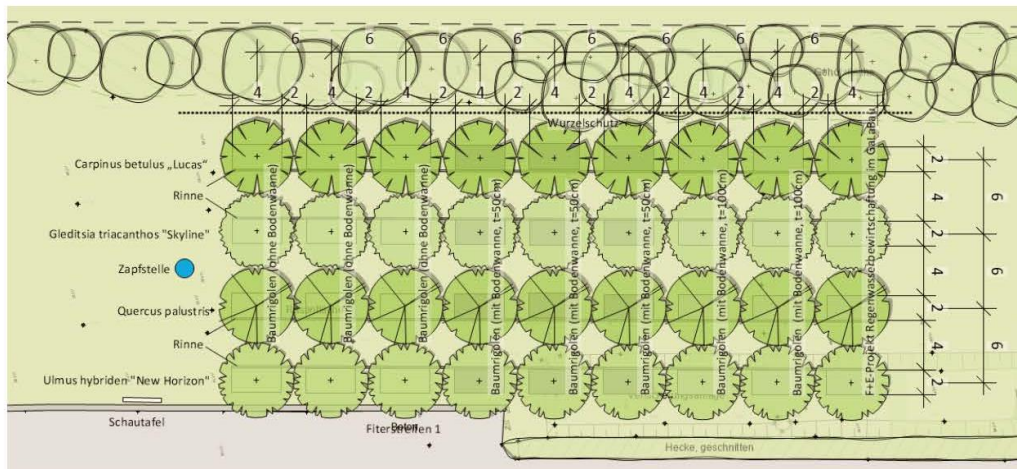 6 6 6 6 6 6 6 6
Gehölz
4 2 4 2 4 2 4 2 4 2 4 2 4 2 4 2 4
Wurzelschutz
Carpinus betulus „Lucas“
Rinne
Gleditsia triacanthos "Skyline"
Zapfstelle
Quercus palustris
Rinne
Ulmus hybriden "New Horizon"
Schautafel
Baumrigolen (ohne Bodenwanne)
Baumrigolen (ohne Bodenwanne)
Baumrigolen (ohne Bodenwanne)
Baumrigolen (mit Bodenwanne, t=50cm)
Baumrigolen (mit Bodenwanne, t=50cm)
Baumrigolen (mit Bodenwanne, t=50cm)
Baumrigolen (mit Bodenwanne, t=100cm)
Baumrigolen (mit Bodenwanne, t=100cm)
F+E-Projekt Regenwasserbewirtschaftung im GaLaBau
2 4 2 4 2 4 2
6 6 6
Beton
Fiterstreifen 1
Hecke, geschnitten